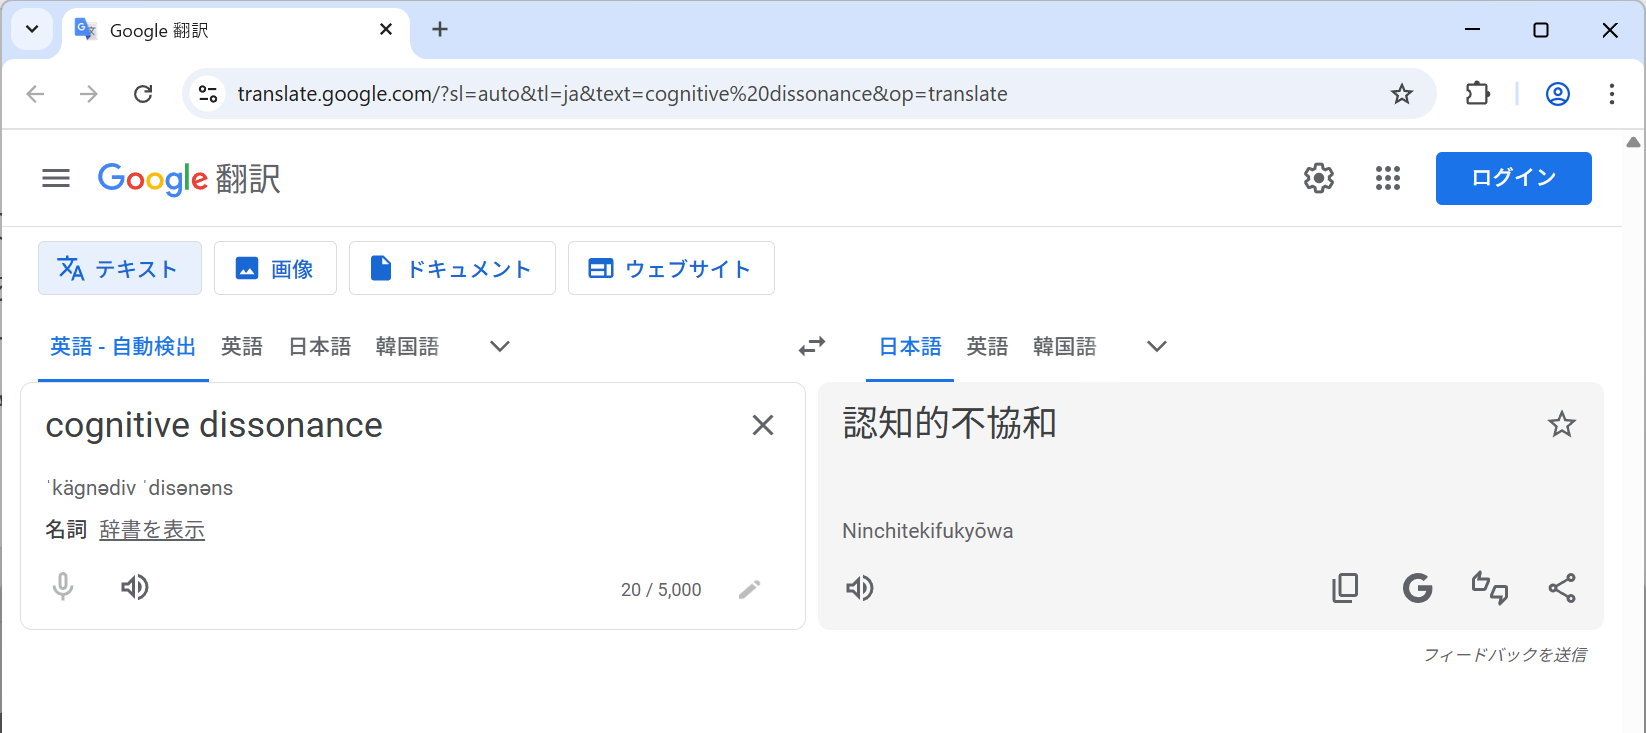 Google 翻訳
translate.google.com/?sl=auto&tl=ja&text=cognitive%20dissonance&op=translate
Google 翻訳
ログイン
テキスト 画像 ドキュメント ウェブサイト
英語 - 自動検出 英語 日本語 韓国語
日本語 英語 韓国語
cognitive dissonance
ˈkäɡnədiv ˈdisənəns
名詞 辞書を表示
20 / 5,000
認知的不協和
Ninchitekifukyōwa
フィードバックを送信